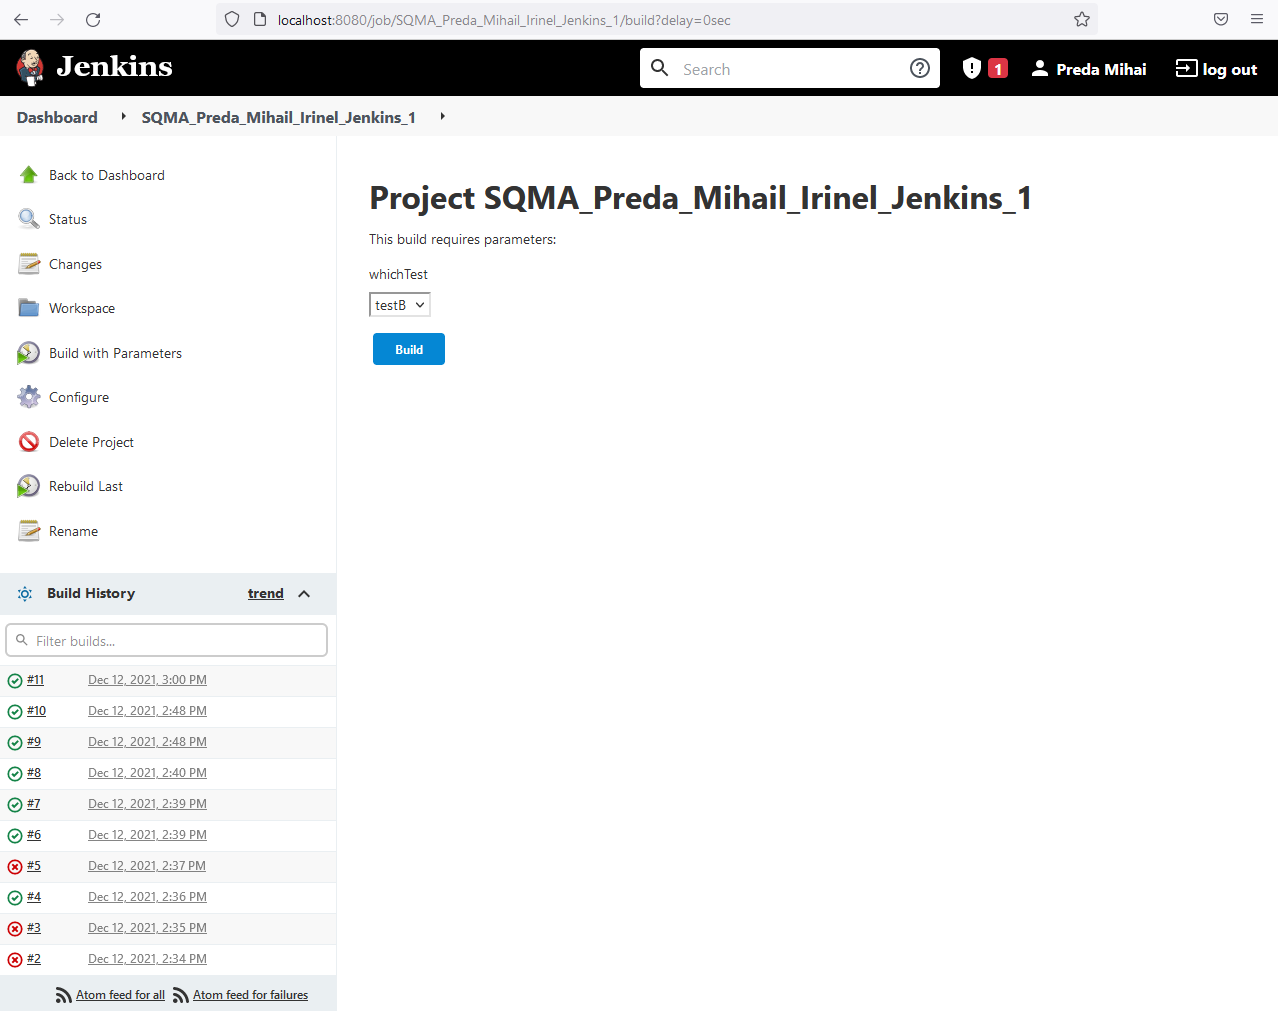 localhost:8080/job/SQMA_Preda_Mihail_Irinel_Jenkins_1/build?delay=0sec
Jenkins
Search
1
Preda Mihai
log out
Dashboard
SQMA_Preda_Mihail_Irinel_Jenkins_1
Back to Dashboard
Status
Changes
Workspace
Build with Parameters
Configure
Delete Project
Rebuild Last
Rename
Project SQMA_Preda_Mihail_Irinel_Jenkins_1
This build requires parameters:
whichTest
testB
Build
Build History trend
Filter builds...
#11 Dec 12, 2021, 3:00 PM
#10 Dec 12, 2021, 2:48 PM
#9 Dec 12, 2021, 2:48 PM
#8 Dec 12, 2021, 2:40 PM
#7 Dec 12, 2021, 2:39 PM
#6 Dec 12, 2021, 2:39 PM
#5 Dec 12, 2021, 2:37 PM
#4 Dec 12, 2021, 2:36 PM
#3 Dec 12, 2021, 2:35 PM
#2 Dec 12, 2021, 2:34 PM
Atom feed for all Atom feed for failures